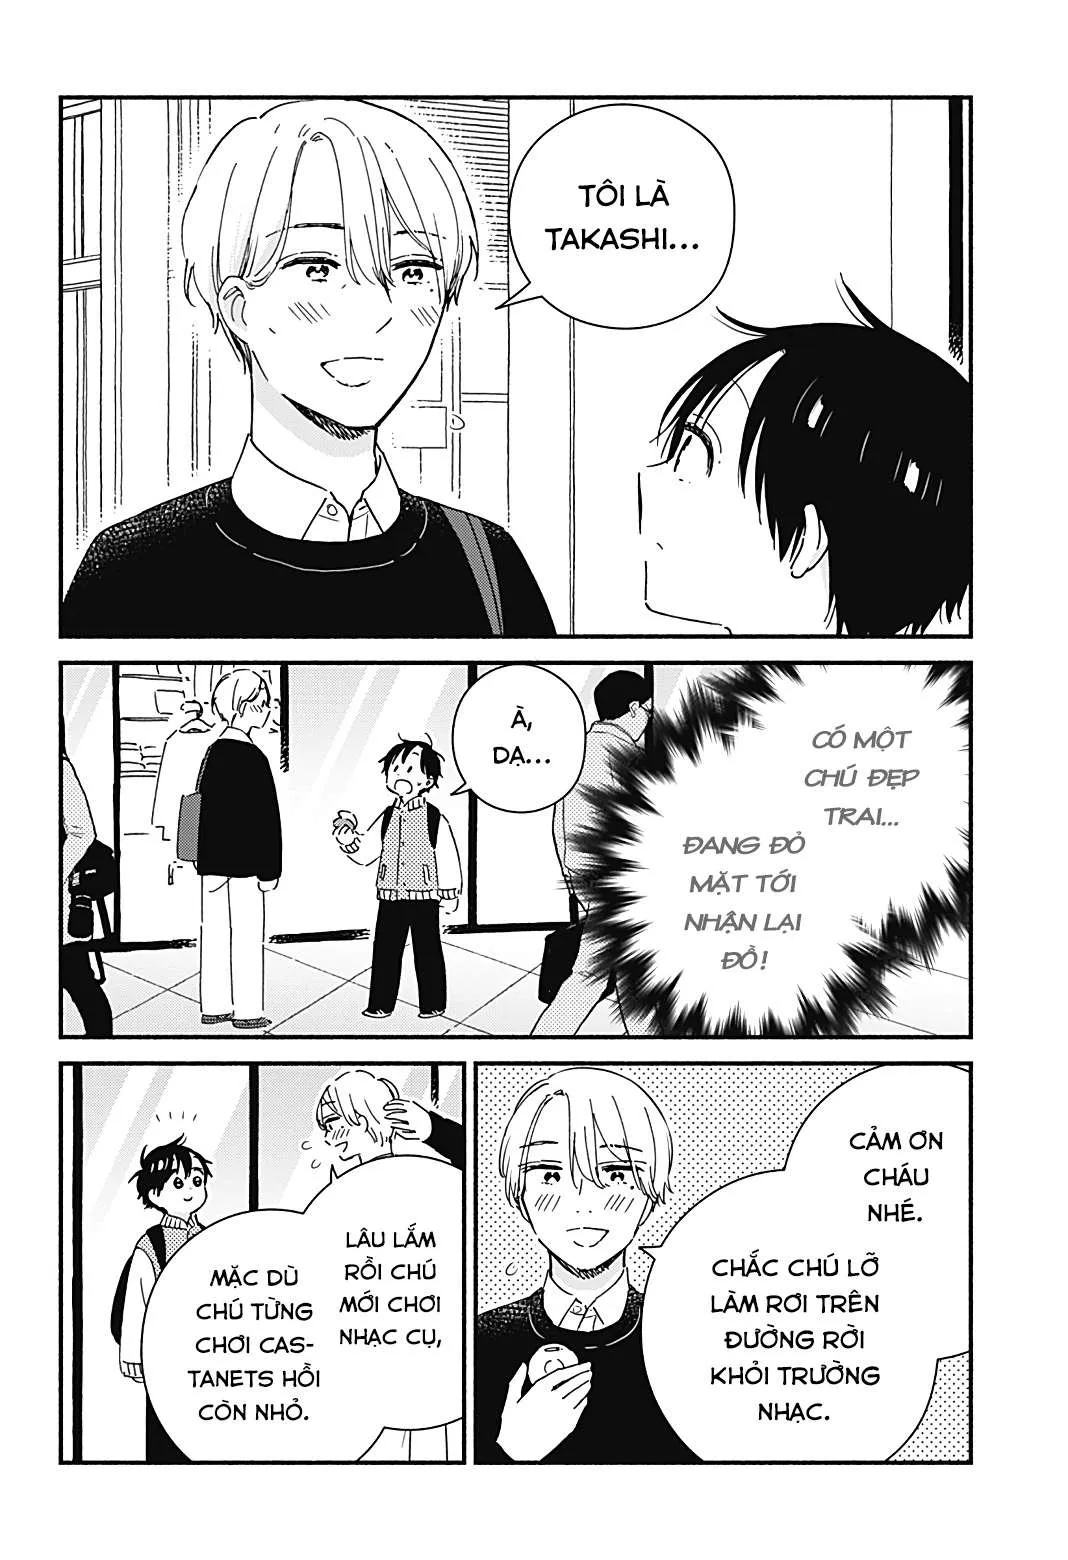 TÔI LÀ
TAKASHI...
CÓ MỘT
CHÚ ĐẸP
TRAI...
ĐANG ĐỎ
MẶT TỚI
NHẬN LẠI
ĐỒ!
À,
DẠ...
CẢM ƠN
CHÁU
NHÉ.
CHẮC CHÚ LỠ
LÀM RƠI TRÊN
ĐƯỜNG RỜI
KHỎI TRƯỜNG
NHẠC.
LÂU LẮM
RỒI CHÚ
MỚI CHƠI
NHẠC CỤ,
MẶC DÙ
CHÚ TỪNG
CHƠI CAS-
TANETS HỒI
CÒN NHỎ.